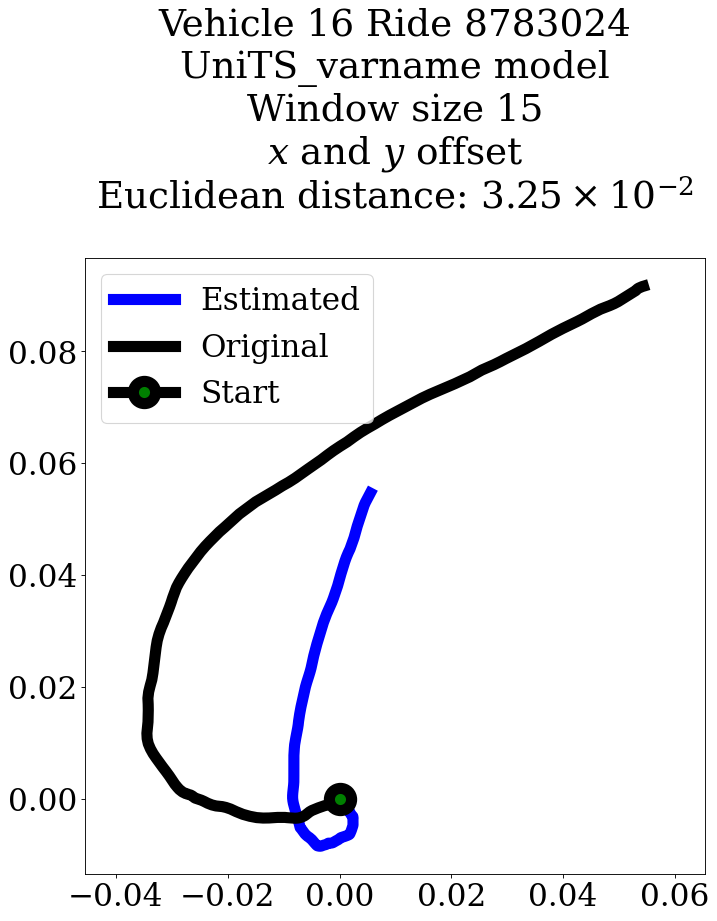 Vehicle 16 Ride 8783024
UniTS_varname model
Window size 15
x and y offset
Euclidean distance: 3.25 × 10⁻²
Estimated
Original
Start
0.08
0.06
0.04
0.02
0.00
−0.04 −0.02 0.00 0.02 0.04 0.06